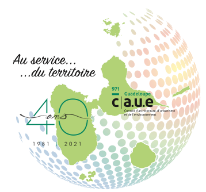 Au service...
...du territoire
971
Guadeloupe
c a.u.e
40
ans
1981 2021